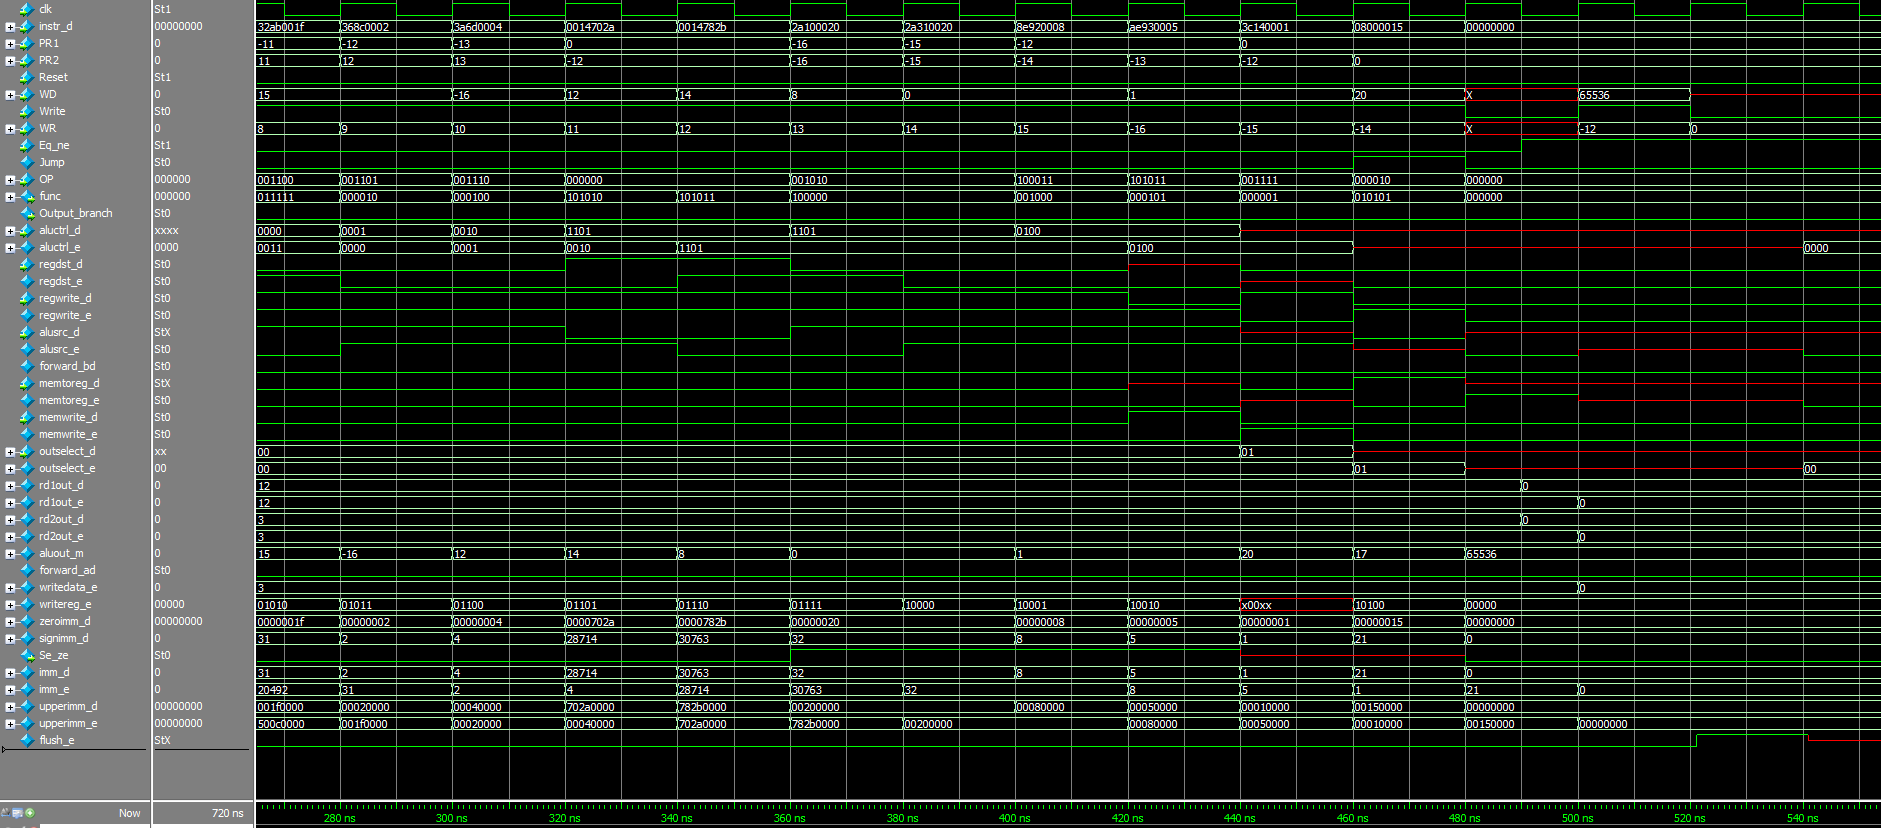 clk St1
instr_d 00000000 32ab001f 368c0002 3a6d0004 0014702a 0014782b 2a100020 2a310020 8e920008 ae930005 3c140001 08000015 00000000
PR1 0 -11 -12 -13 0 -16 -15 -12 0
PR2 0 11 12 13 -12 -16 -15 -14 -13 -12 0
Reset St1
WD 0 15 -16 12 14 8 0 1 20 X 65536
Write St0
WR 0 8 9 10 11 12 13 14 15 -16 -15 -14 X -12 0
Eq_ne St1
Jump St0
OP 000000 001100 001101 001110 000000 001010 100011 101011 001111 000010 000000
func 000000 011111 000010 000100 101010 101011 100000 001000 000101 000001 010101 000000
Output_branch St0
aluctrl_d xxxx 0000 0001 0010 1101 1101 0100
aluctrl_e 0000 0011 0000 0001 0010 1101 0100 0000
regdst_d St0
regdst_e St0
regwrite_d St0
regwrite_e St0
alusrc_d StX
alusrc_e St0
forward_bd St0
memtoreg_d StX
memtoreg_e St0
memwrite_d St0
memwrite_e St0
outselect_d xx 00 01
outselect_e 00 00 01 00
rd1out_d 0 12 0
rd1out_e 0 12 0
rd2out_d 0 3 0
rd2out_e 0 3 0
aluout_m 0 15 -16 12 14 8 0 1 20 17 65536
forward_ad St0
writedata_e 0 3 0
writereg_e 00000 01010 01011 01100 01101 01110 01111 10000 10001 10010 x00xx 10100 00000
zeroimm_d 00000000 0000001f 00000002 00000004 0000702a 0000782b 00000020 00000008 00000005 00000001 00000015 00000000
signimm_d 0 31 2 4 28714 30763 32 8 5 1 21 0
Se_ze St0
imm_d 0 31 2 4 28714 30763 32 8 5 1 21 0
imm_e 0 20492 31 2 4 28714 30763 32 8 5 1 21 0
upperimm_d 00000000 001f0000 00020000 00040000 702a0000 782b0000 00200000 00080000 00050000 00010000 00150000 00000000
upperimm_e 00000000 500c0000 001f0000 00020000 00040000 702a0000 782b0000 00200000 00080000 00050000 00010000 00150000 00000000
flush_e StX
Now 720 ns 280 ns 300 ns 320 ns 340 ns 360 ns 380 ns 400 ns 420 ns 440 ns 460 ns 480 ns 500 ns 520 ns 540 ns